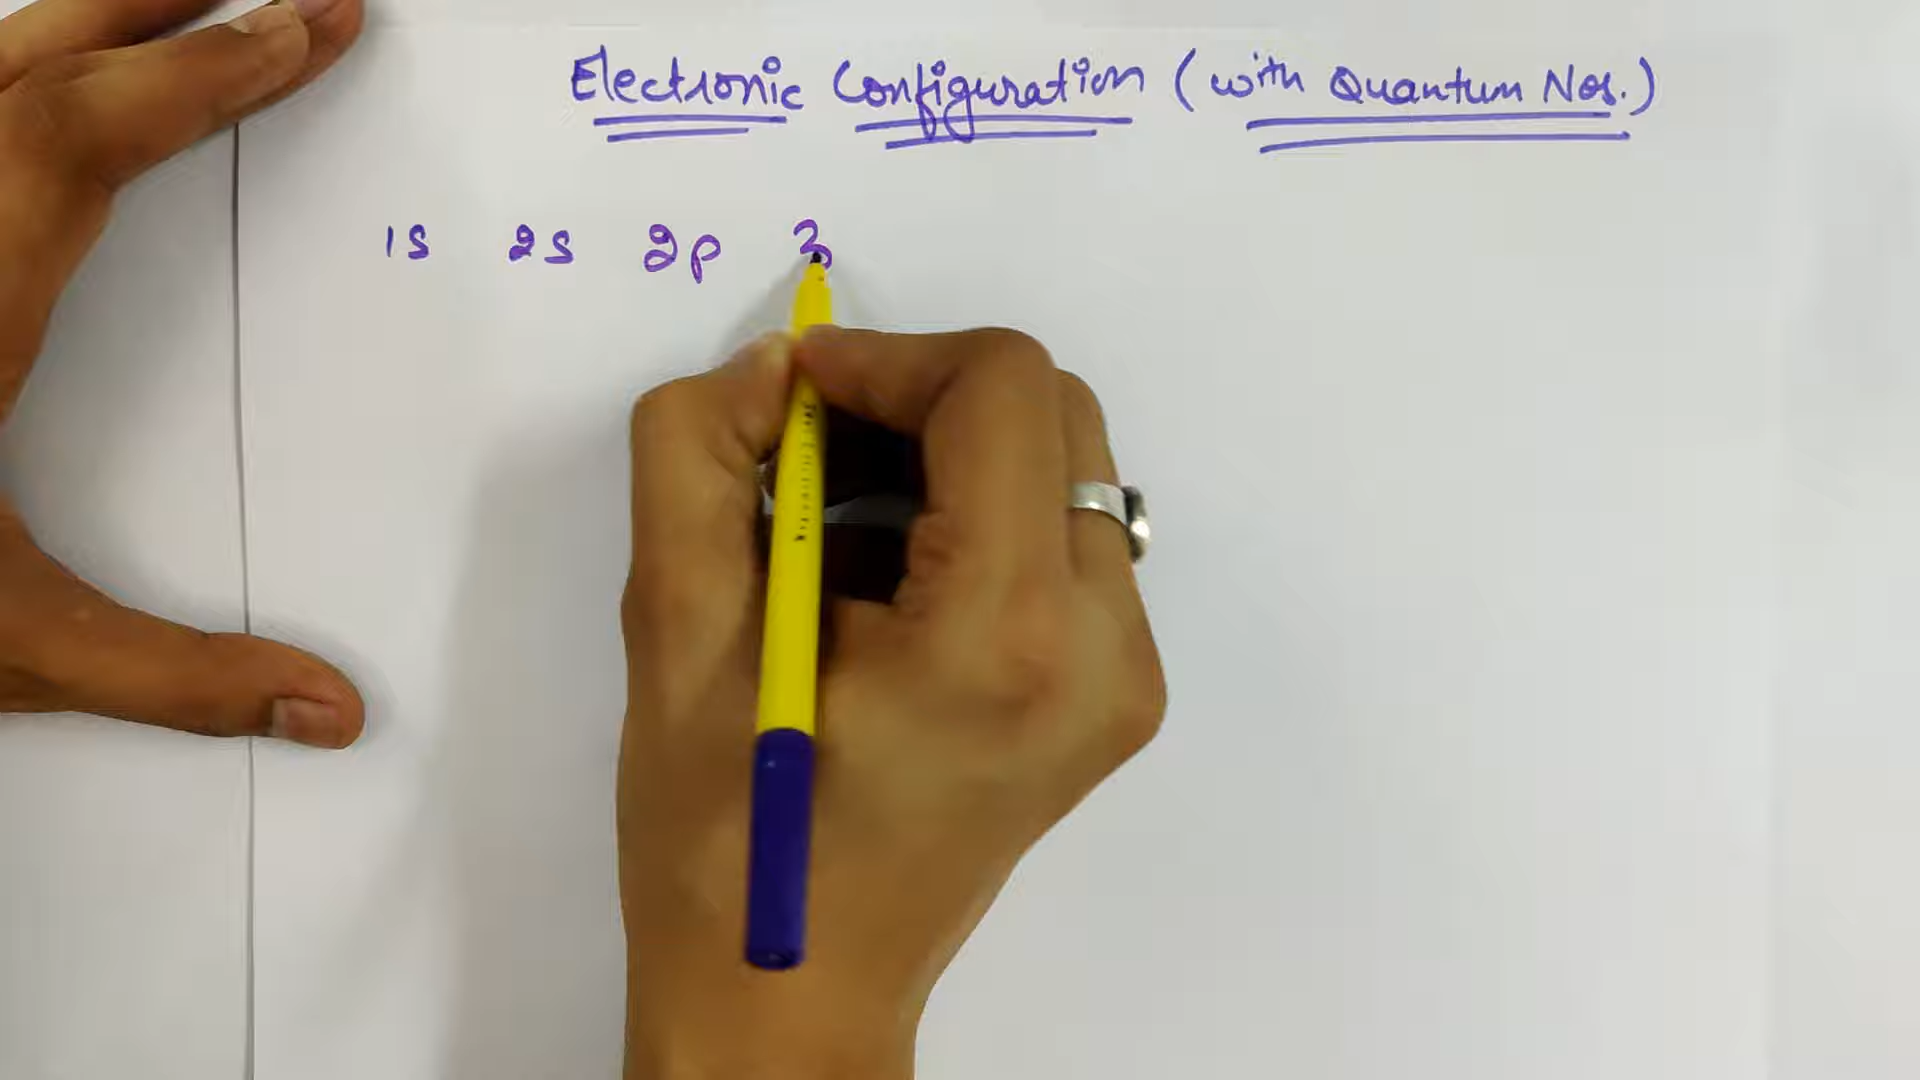 Electronic Configuration (with Quantum Nos.)
1s 2s 2p 3